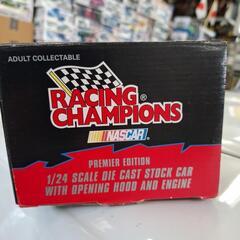 ADULT COLLECTABLE
RACING
CHAMPIONS®
NASCAR
PREMIER EDITION
1/24 SCALE DIE CAST STOCK CAR
WITH OPENING HOOD AND ENGINE